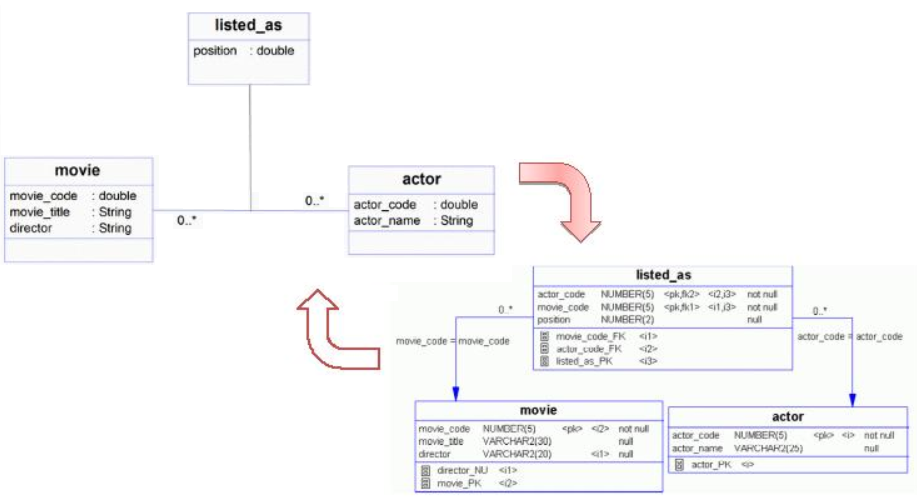 listed_as
position : double
movie
movie_code : double
movie_title : String
director : String
0..*
0..*
actor
actor_code : double
actor_name : String
listed_as
actor_code NUMBER(5) <pk,fk2> <i2,i3> not null
movie_code NUMBER(5) <pk,fk1> <i1,i3> not null
position NUMBER(2) null
movie_code_FK <i1>
actor_code_FK <i2>
listed_as_PK <i3>
0..*
0..*
movie_code = movie_code
actor_code = actor_code
movie
movie_code NUMBER(5) <pk> <i2> not null
movie_title VARCHAR2(30) null
director VARCHAR2(20) <i1> null
director_NU <i1>
movie_PK <i2>
actor
actor_code NUMBER(5) <pk> <i> not null
actor_name VARCHAR2(25) null
actor_PK <i>